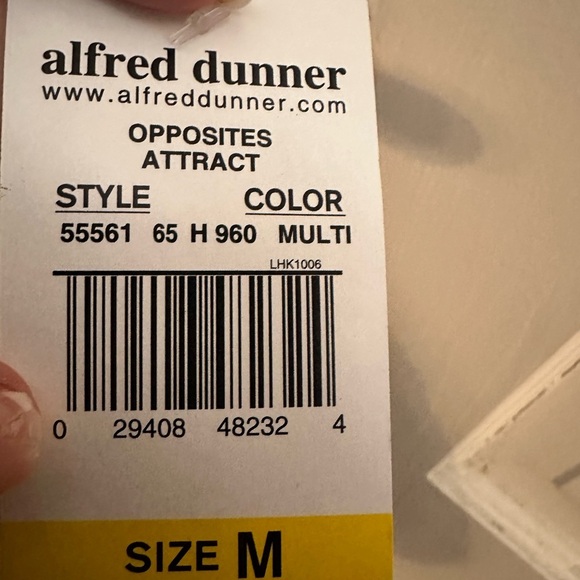 alfred dunner
www.alfreddunner.com
OPPOSITES
ATTRACT
STYLE COLOR
55561 65 H 960 MULTI
LHK1006
0 29408 48232 4
SIZE M